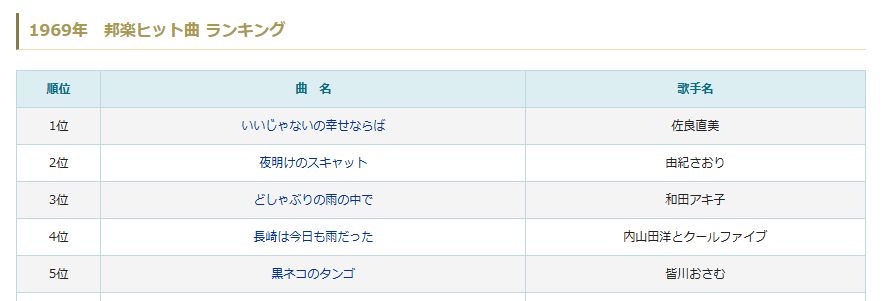 1969年　邦楽ヒット曲 ランキング
順位 曲　名 歌手名
1位 いいじゃないの幸せならば 佐良直美
2位 夜明けのスキャット 由紀さおり
3位 どしゃぶりの雨の中で 和田アキ子
4位 長崎は今日も雨だった 内山田洋とクールファイブ
5位 黒ネコのタンゴ 皆川おさむ